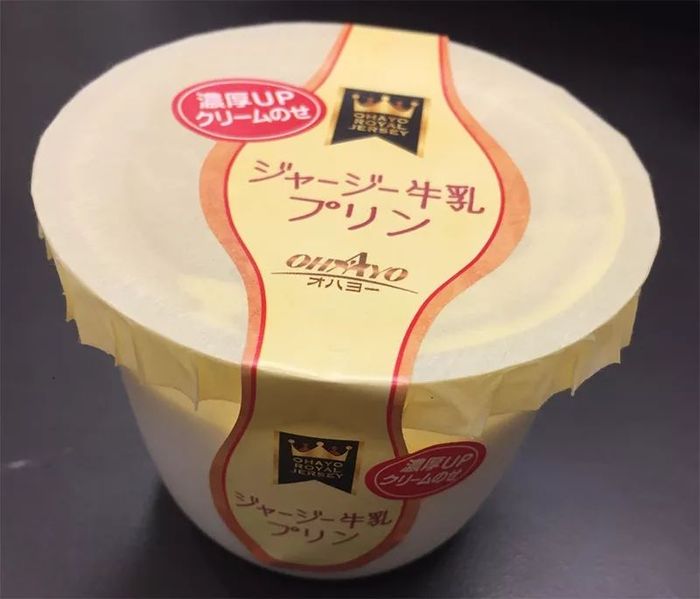 濃厚UP
クリームのせ
OHAYO
ROYAL
JERSEY
ジャージー牛乳
プリン
OHAYO
オハヨー
OHAYO
ROYAL
JERSEY
濃厚UP
クリームのせ
ジャージー牛乳
プリン